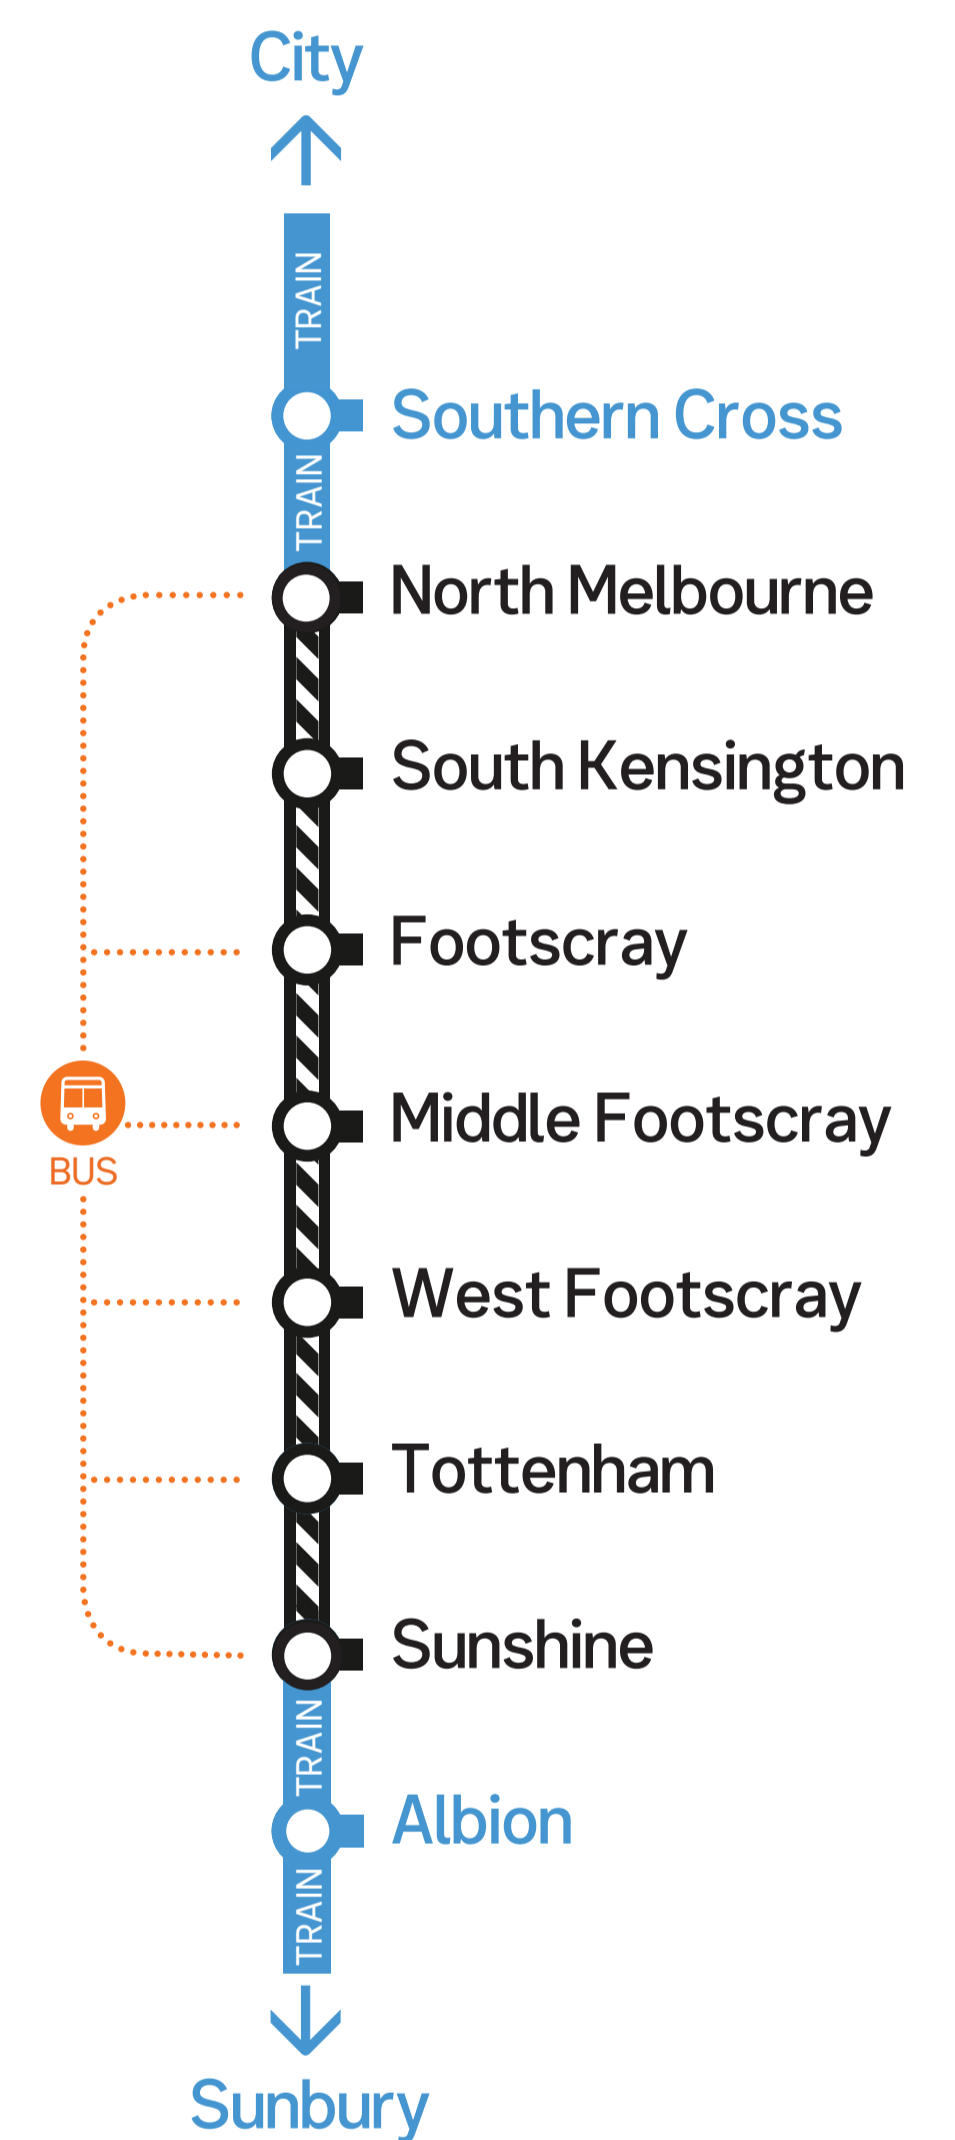 City
TRAIN
Southern Cross
TRAIN
North Melbourne
South Kensington
Footscray
Middle Footscray
BUS
West Footscray
Tottenham
Sunshine
TRAIN
Albion
TRAIN
Sunbury